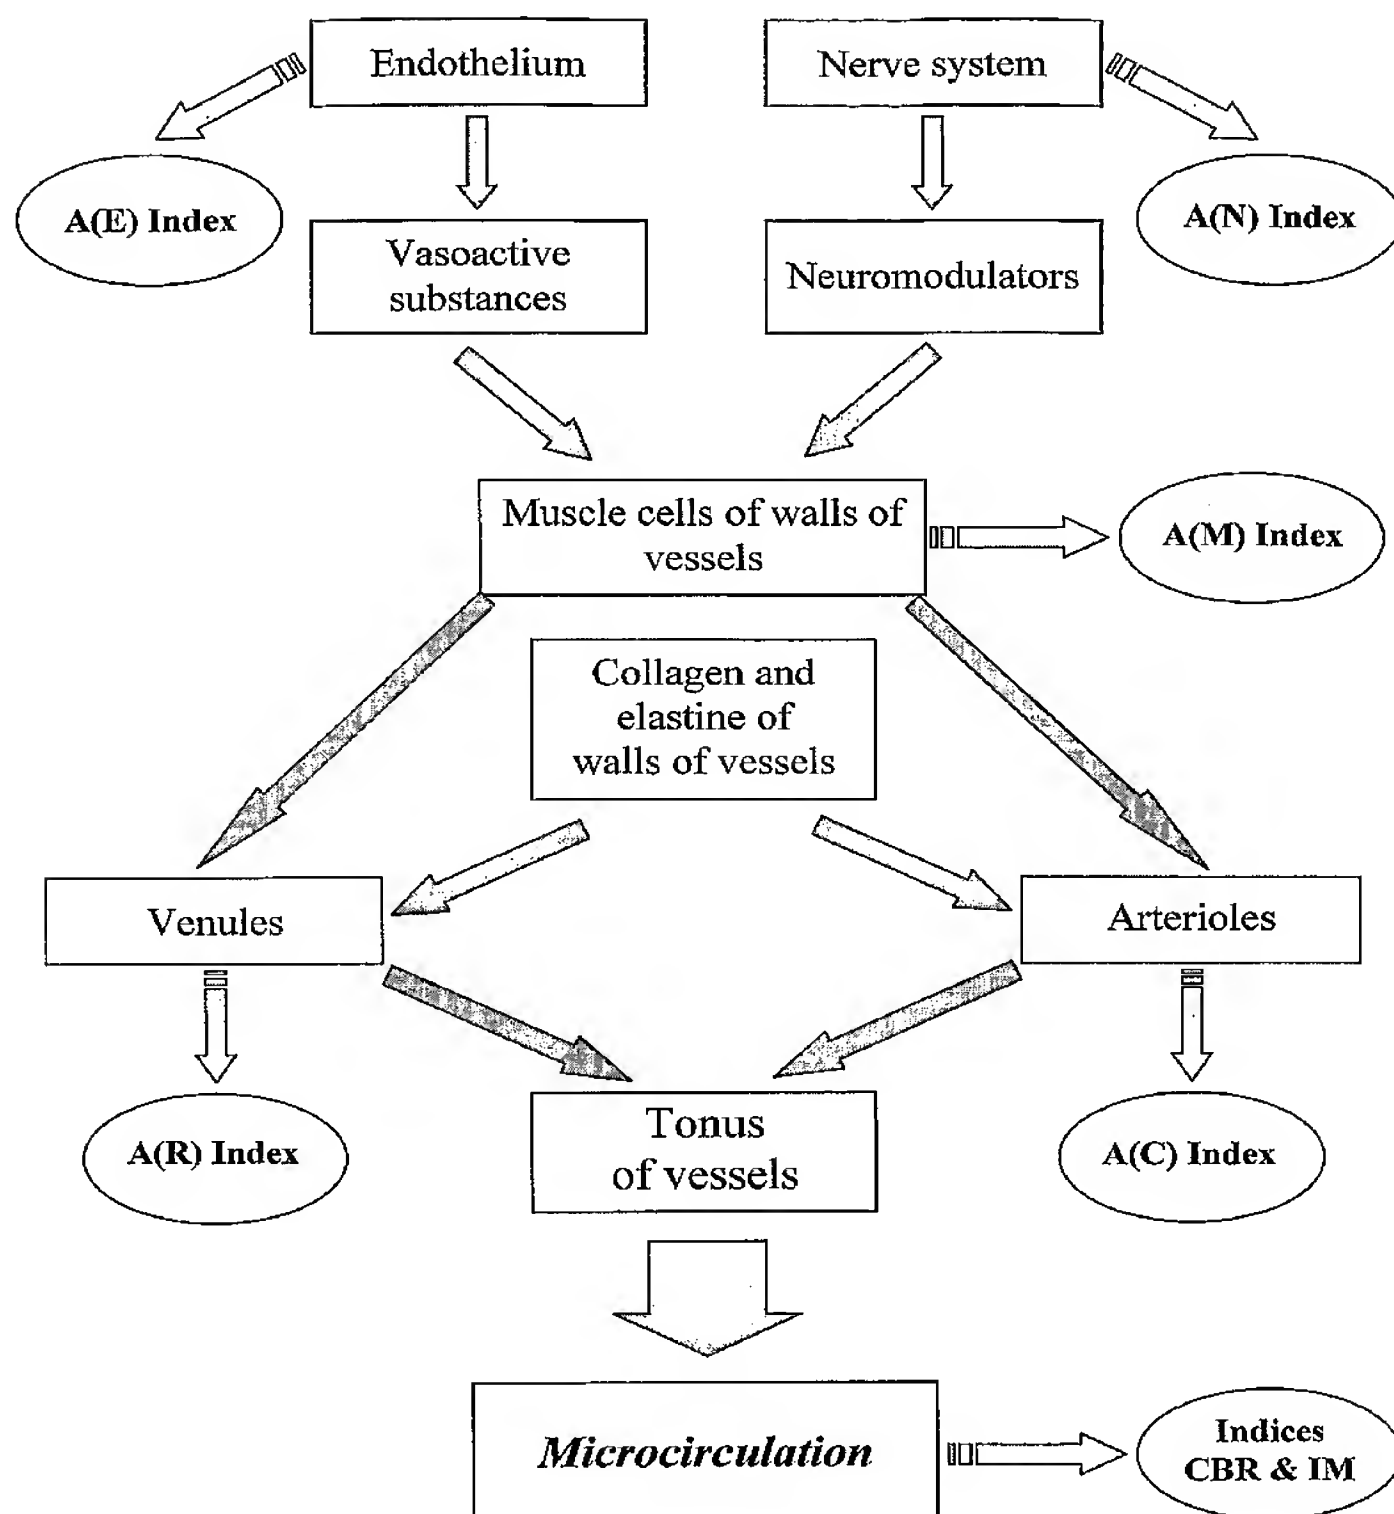 Endothelium
Nerve system
A(E) Index
Vasoactive
substances
Neuromodulators
A(N) Index
Muscle cells of walls of
vessels
A(M) Index
Collagen and
elastine of
walls of vessels
Venules
Arterioles
A(R) Index
Tonus
of vessels
A(C) Index
Microcirculation
Indices
CBR & IM